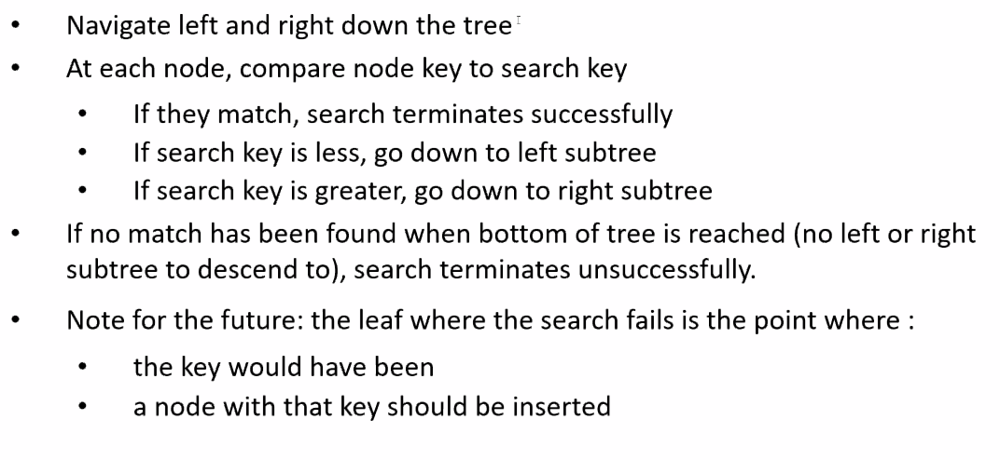 • Navigate left and right down the tree
• At each node, compare node key to search key
• If they match, search terminates successfully
• If search key is less, go down to left subtree
• If search key is greater, go down to right subtree
• If no match has been found when bottom of tree is reached (no left or right
subtree to descend to), search terminates unsuccessfully.
• Note for the future: the leaf where the search fails is the point where :
• the key would have been
• a node with that key should be inserted